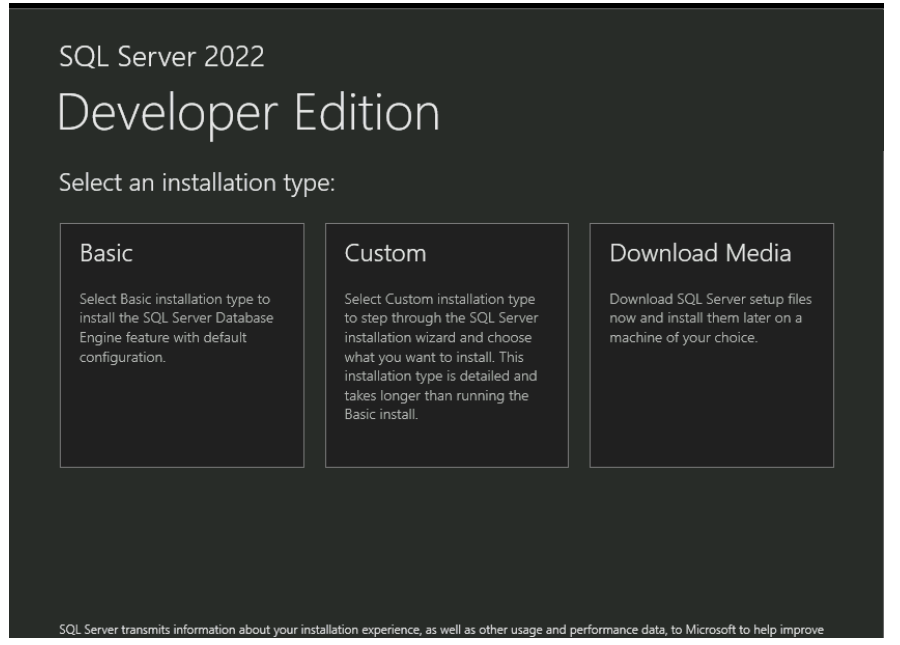 SQL Server 2022
Developer Edition
Select an installation type:
Basic
Select Basic installation type to
install the SQL Server Database
Engine feature with default
configuration.
Custom
Select Custom installation type
to step through the SQL Server
installation wizard and choose
what you want to install. This
installation type is detailed and
takes longer than running the
Basic install.
Download Media
Download SQL Server setup files
now and install them later on a
machine of your choice.
SQL Server transmits information about your installation experience, as well as other usage and performance data, to Microsoft to help improve